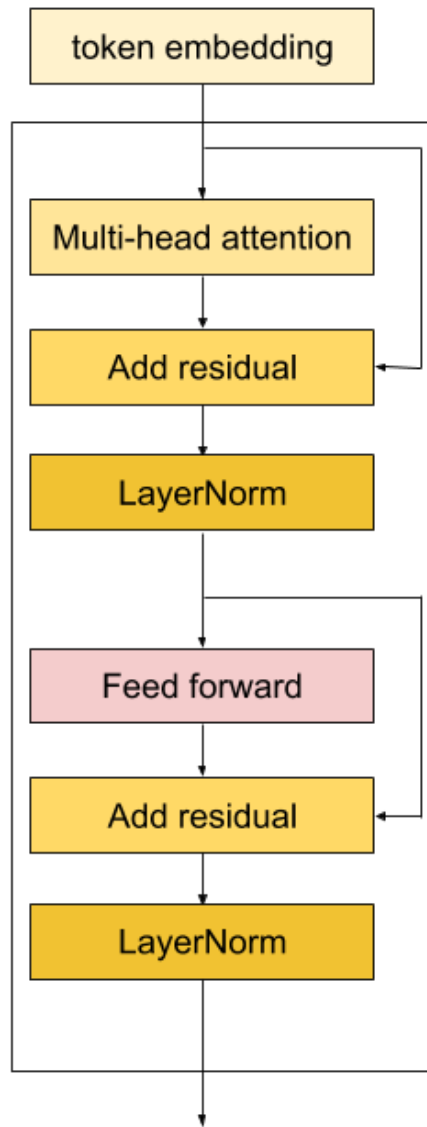 token embedding
Multi-head attention
Add residual
LayerNorm
Feed forward
Add residual
LayerNorm